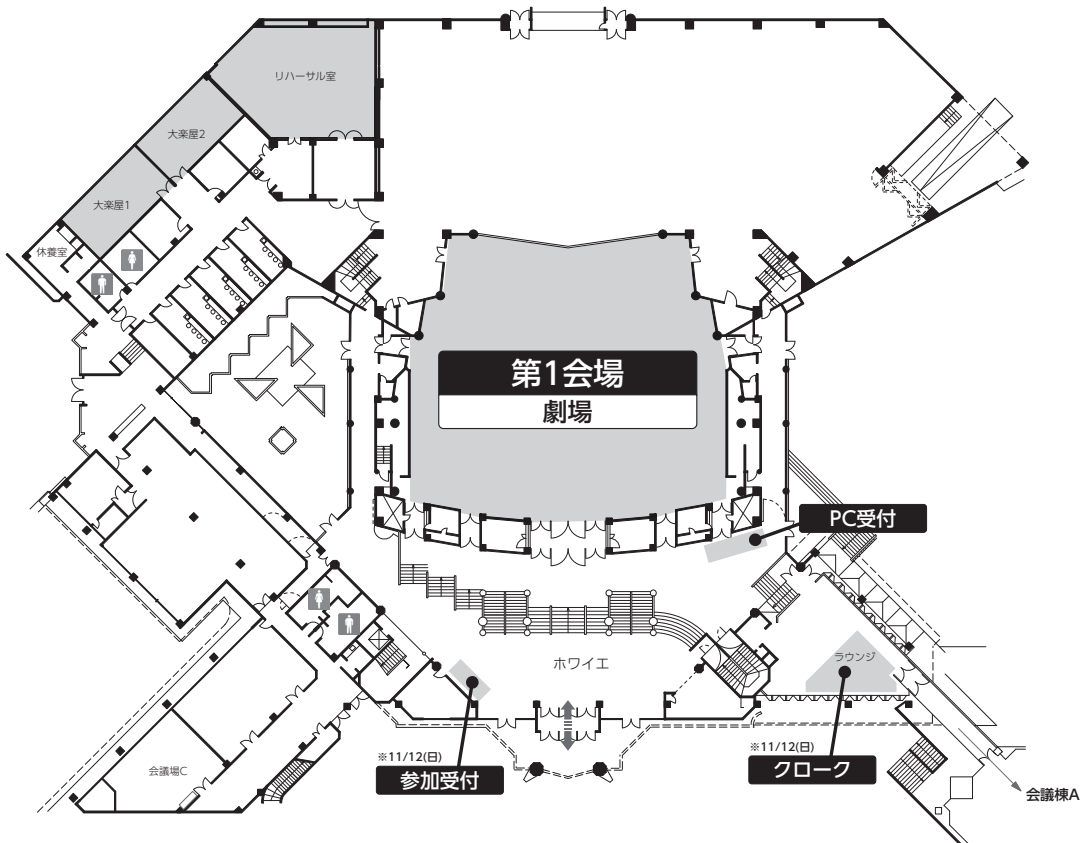 リハーサル室
大楽屋2
大楽屋1
休養室
第1会場
劇場
PC受付
ホワイエ
ラウンジ
※11/12(日)
参加受付
※11/12(日)
クローク
会議場C
会議棟A